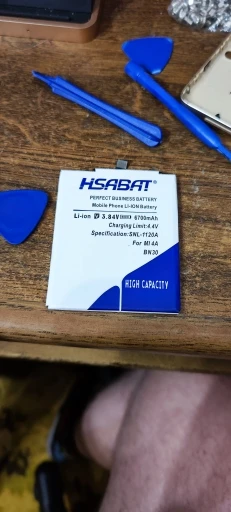 HSABAT®
PERFECT BUSINESS BATTERY
Mobile Phone LI-ION Battery
Li-ion 3.84V 6700mAh
Charging Limit:4.4V
Specification:SNL-1120A
For MI 4A
BN30
HIGH CAPACITY